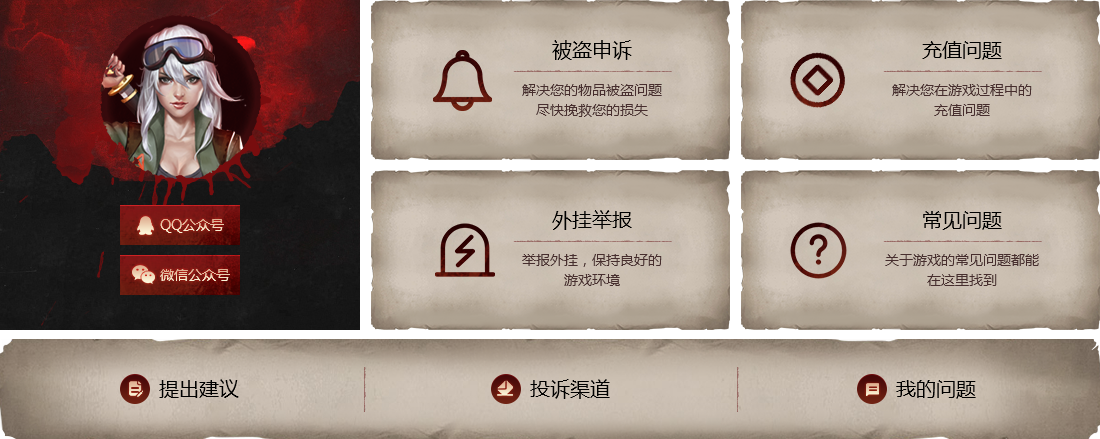 QQ公众号
微信公众号
被盗申诉
解决您的物品被盗问题
尽快挽救您的损失
充值问题
解决您在游戏过程中的
充值问题
外挂举报
举报外挂，保持良好的
游戏环境
常见问题
关于游戏的常见问题都能
在这里找到
提出建议
投诉渠道
我的问题